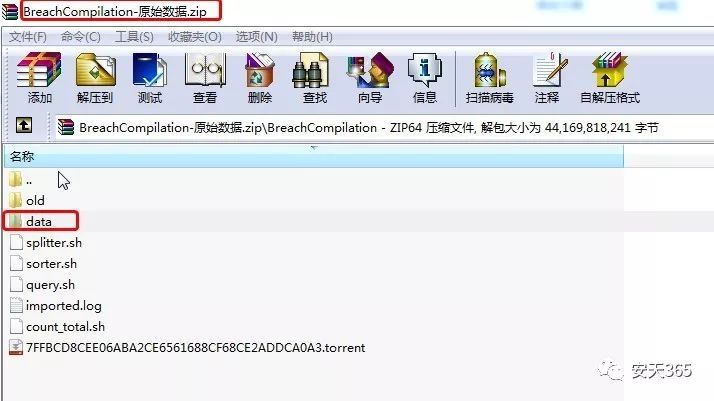 BreachCompilation-原始数据.zip
文件(F) 命令(C) 工具(S) 收藏夹(O) 选项(N) 帮助(H)
添加 解压到 测试 查看 删除 查找 向导 信息 扫描病毒 注释 自解压格式
BreachCompilation-原始数据.zip\BreachCompilation - ZIP64 压缩文件, 解包大小为 44,169,818,241 字节
名称
..
old
data
splitter.sh
sorter.sh
query.sh
imported.log
count_total.sh
7FFBCD8CEE06ABA2CE6561688CF68CE2ADDCA0A3.torrent
安天365